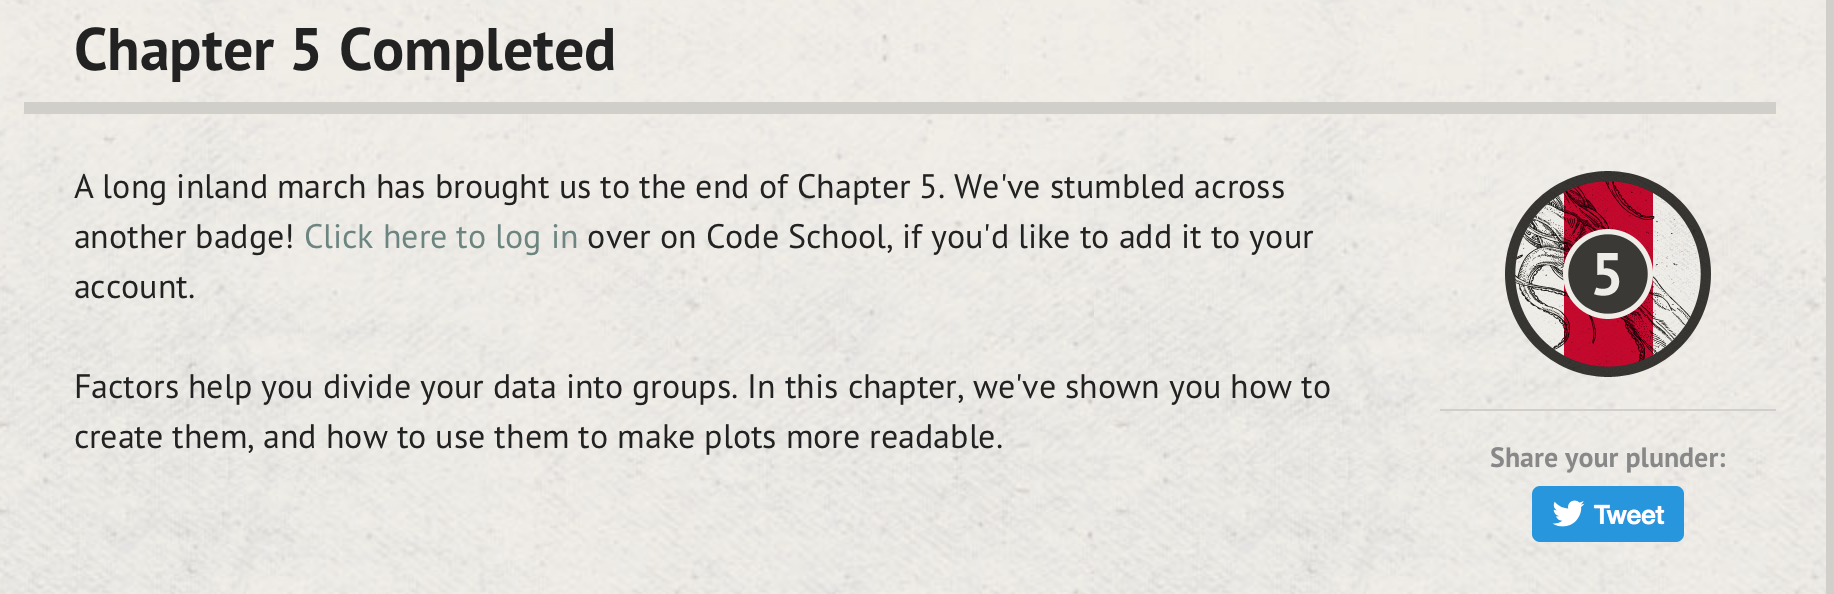 Chapter 5 Completed
A long inland march has brought us to the end of Chapter 5. We've stumbled across
another badge! Click here to log in over on Code School, if you'd like to add it to your
account.
Factors help you divide your data into groups. In this chapter, we've shown you how to
create them, and how to use them to make plots more readable.
5
Share your plunder:
Tweet